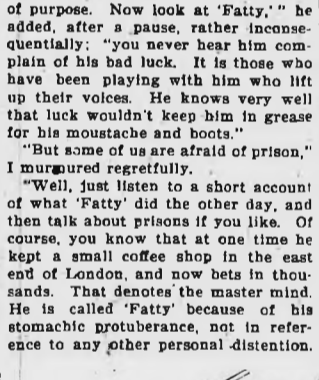 of purpose. Now look at 'Fatty,'" he
added, after a pause, rather inconse-
quentially; "you never hear him com-
plain of his bad luck. It is those who
have been playing with him who lift
up their voices. He knows very well
that luck wouldn't keep him in grease
for his moustache and boots."
"But some of us are afraid of prison,"
I murmured regretfully.
"Well, just listen to a short account
of what 'Fatty' did the other day, and
then talk about prisons if you like. Of
course, you know that at one time he
kept a small coffee shop in the east
end of London, and now bets in thou-
sands. That denotes the master mind.
He is called 'Fatty' because of his
stomachic protuberance, not in refer-
ence to any other personal distention.